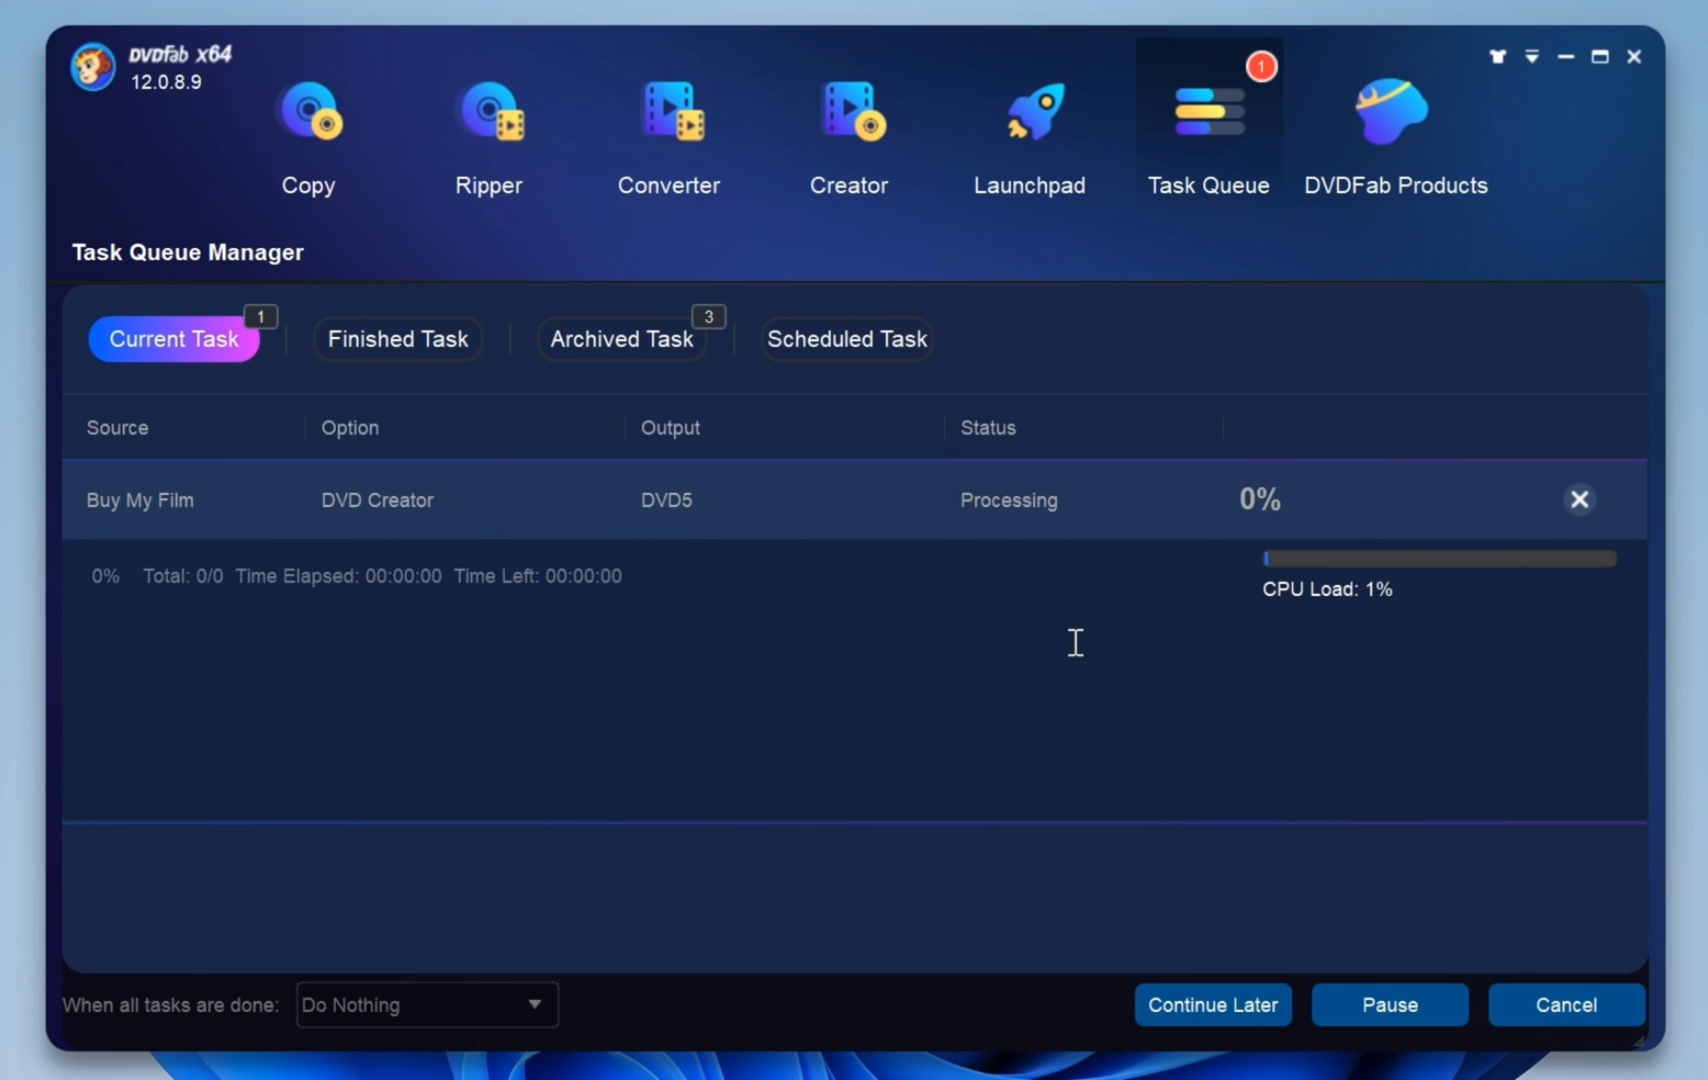 DVDFab x64
12.0.8.9
1
Copy
Ripper
Converter
Creator
Launchpad
Task Queue
DVDFab Products
Task Queue Manager
Current Task
1
Finished Task
Archived Task
3
Scheduled Task
Source
Option
Output
Status
Buy My Film
DVD Creator
DVD5
Processing
0%
0% Total: 0/0 Time Elapsed: 00:00:00 Time Left: 00:00:00
CPU Load: 1%
When all tasks are done:
Do Nothing
Continue Later
Pause
Cancel